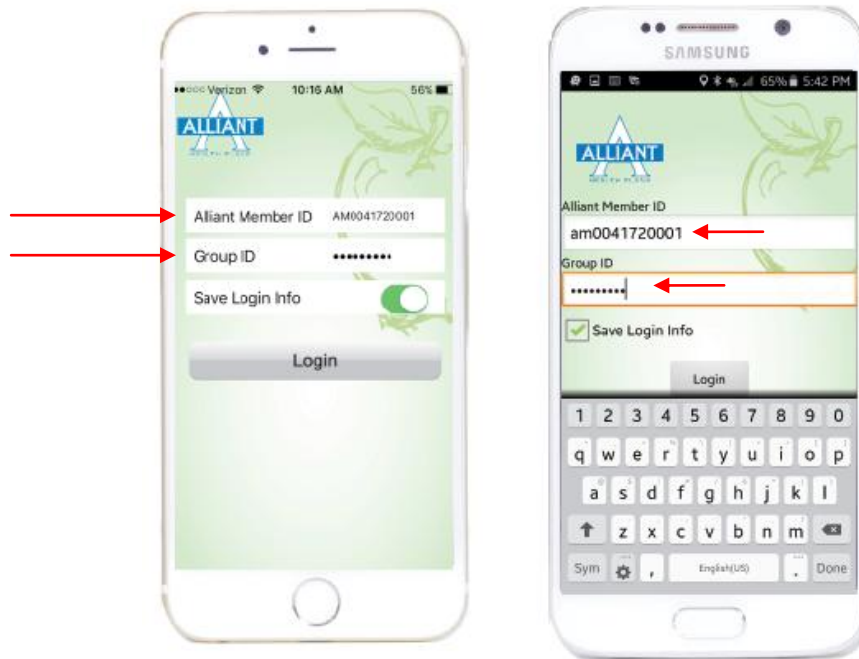 Verizon 10:16 AM 56%
ALLIANT
Alliant Member ID AM0041720001
Group ID •••••••••
Save Login Info
Login
SAMSUNG
65% 5:42 PM
ALLIANT
HEALTH PLANS
Alliant Member ID
am0041720001
Group ID
•••••••••
Save Login Info
Login
1 2 3 4 5 6 7 8 9 0
q w e r t y u i o p
a s d f g h j k l
z x c v b n m
Sym , English(US) . Done